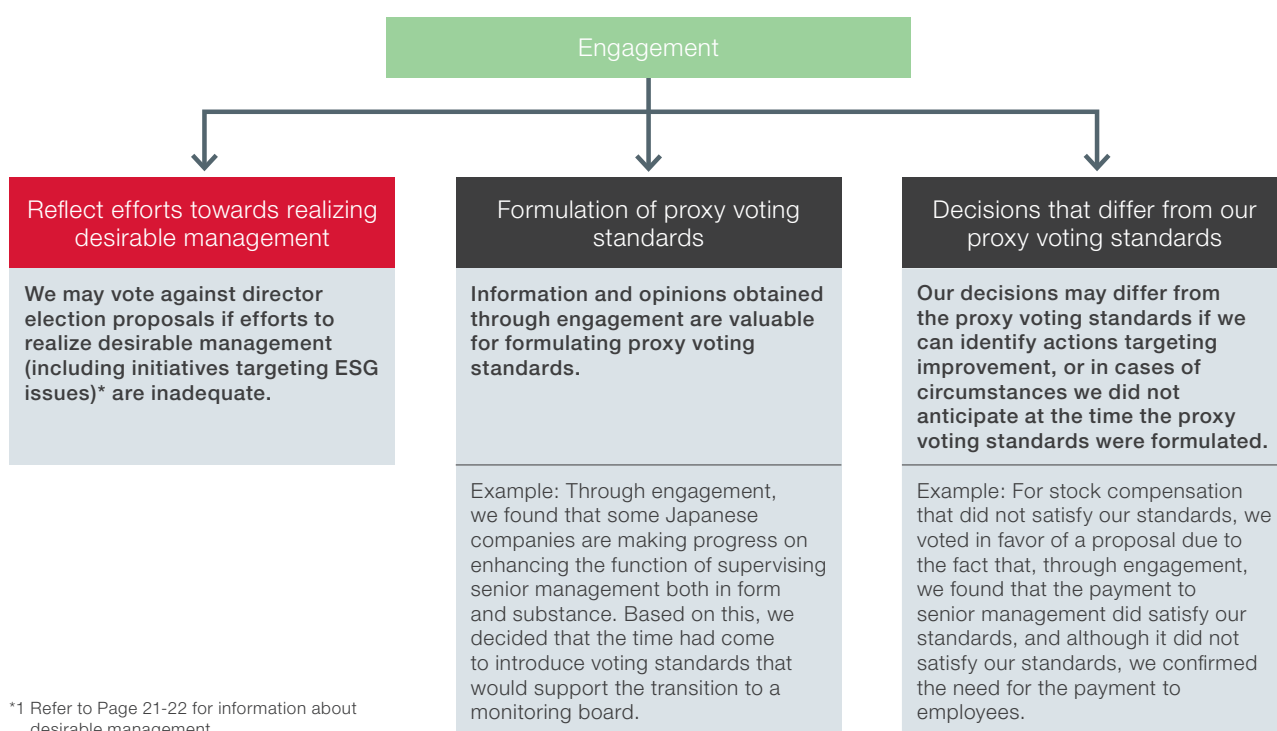 Engagement
Reflect efforts towards realizing
desirable management
We may vote against director
election proposals if efforts to
realize desirable management
(including initiatives targeting ESG
issues)* are inadequate.
Formulation of proxy voting
standards
Information and opinions obtained
through engagement are valuable
for formulating proxy voting
standards.
Example: Through engagement,
we found that some Japanese
companies are making progress on
enhancing the function of supervising
senior management both in form
and substance. Based on this, we
decided that the time had come
to introduce voting standards that
would support the transition to a
monitoring board.
Decisions that differ from our
proxy voting standards
Our decisions may differ from
the proxy voting standards if we
can identify actions targeting
improvement, or in cases of
circumstances we did not
anticipate at the time the proxy
voting standards were formulated.
Example: For stock compensation
that did not satisfy our standards, we
voted in favor of a proposal due to
the fact that, through engagement,
we found that the payment to
senior management did satisfy our
standards, and although it did not
satisfy our standards, we confirmed
the need for the payment to
employees.
*1 Refer to Page 21-22 for information about
desirable management